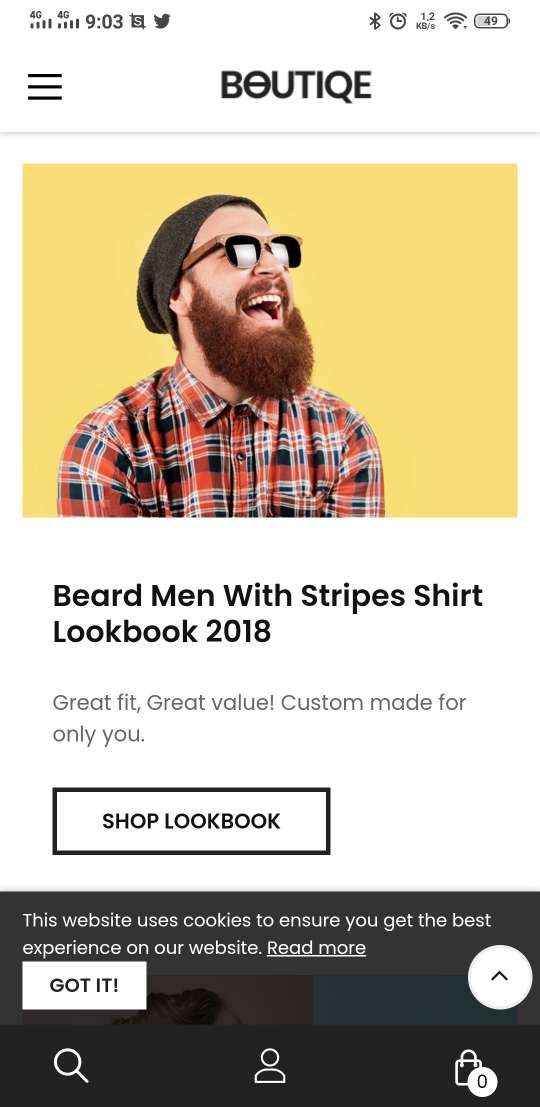 4G 4G 9:03 1,2 KB/s 49
BOUTIQE
Beard Men With Stripes Shirt
Lookbook 2018
Great fit, Great value! Custom made for
only you.
SHOP LOOKBOOK
This website uses cookies to ensure you get the best
experience on our website. Read more
GOT IT!
0